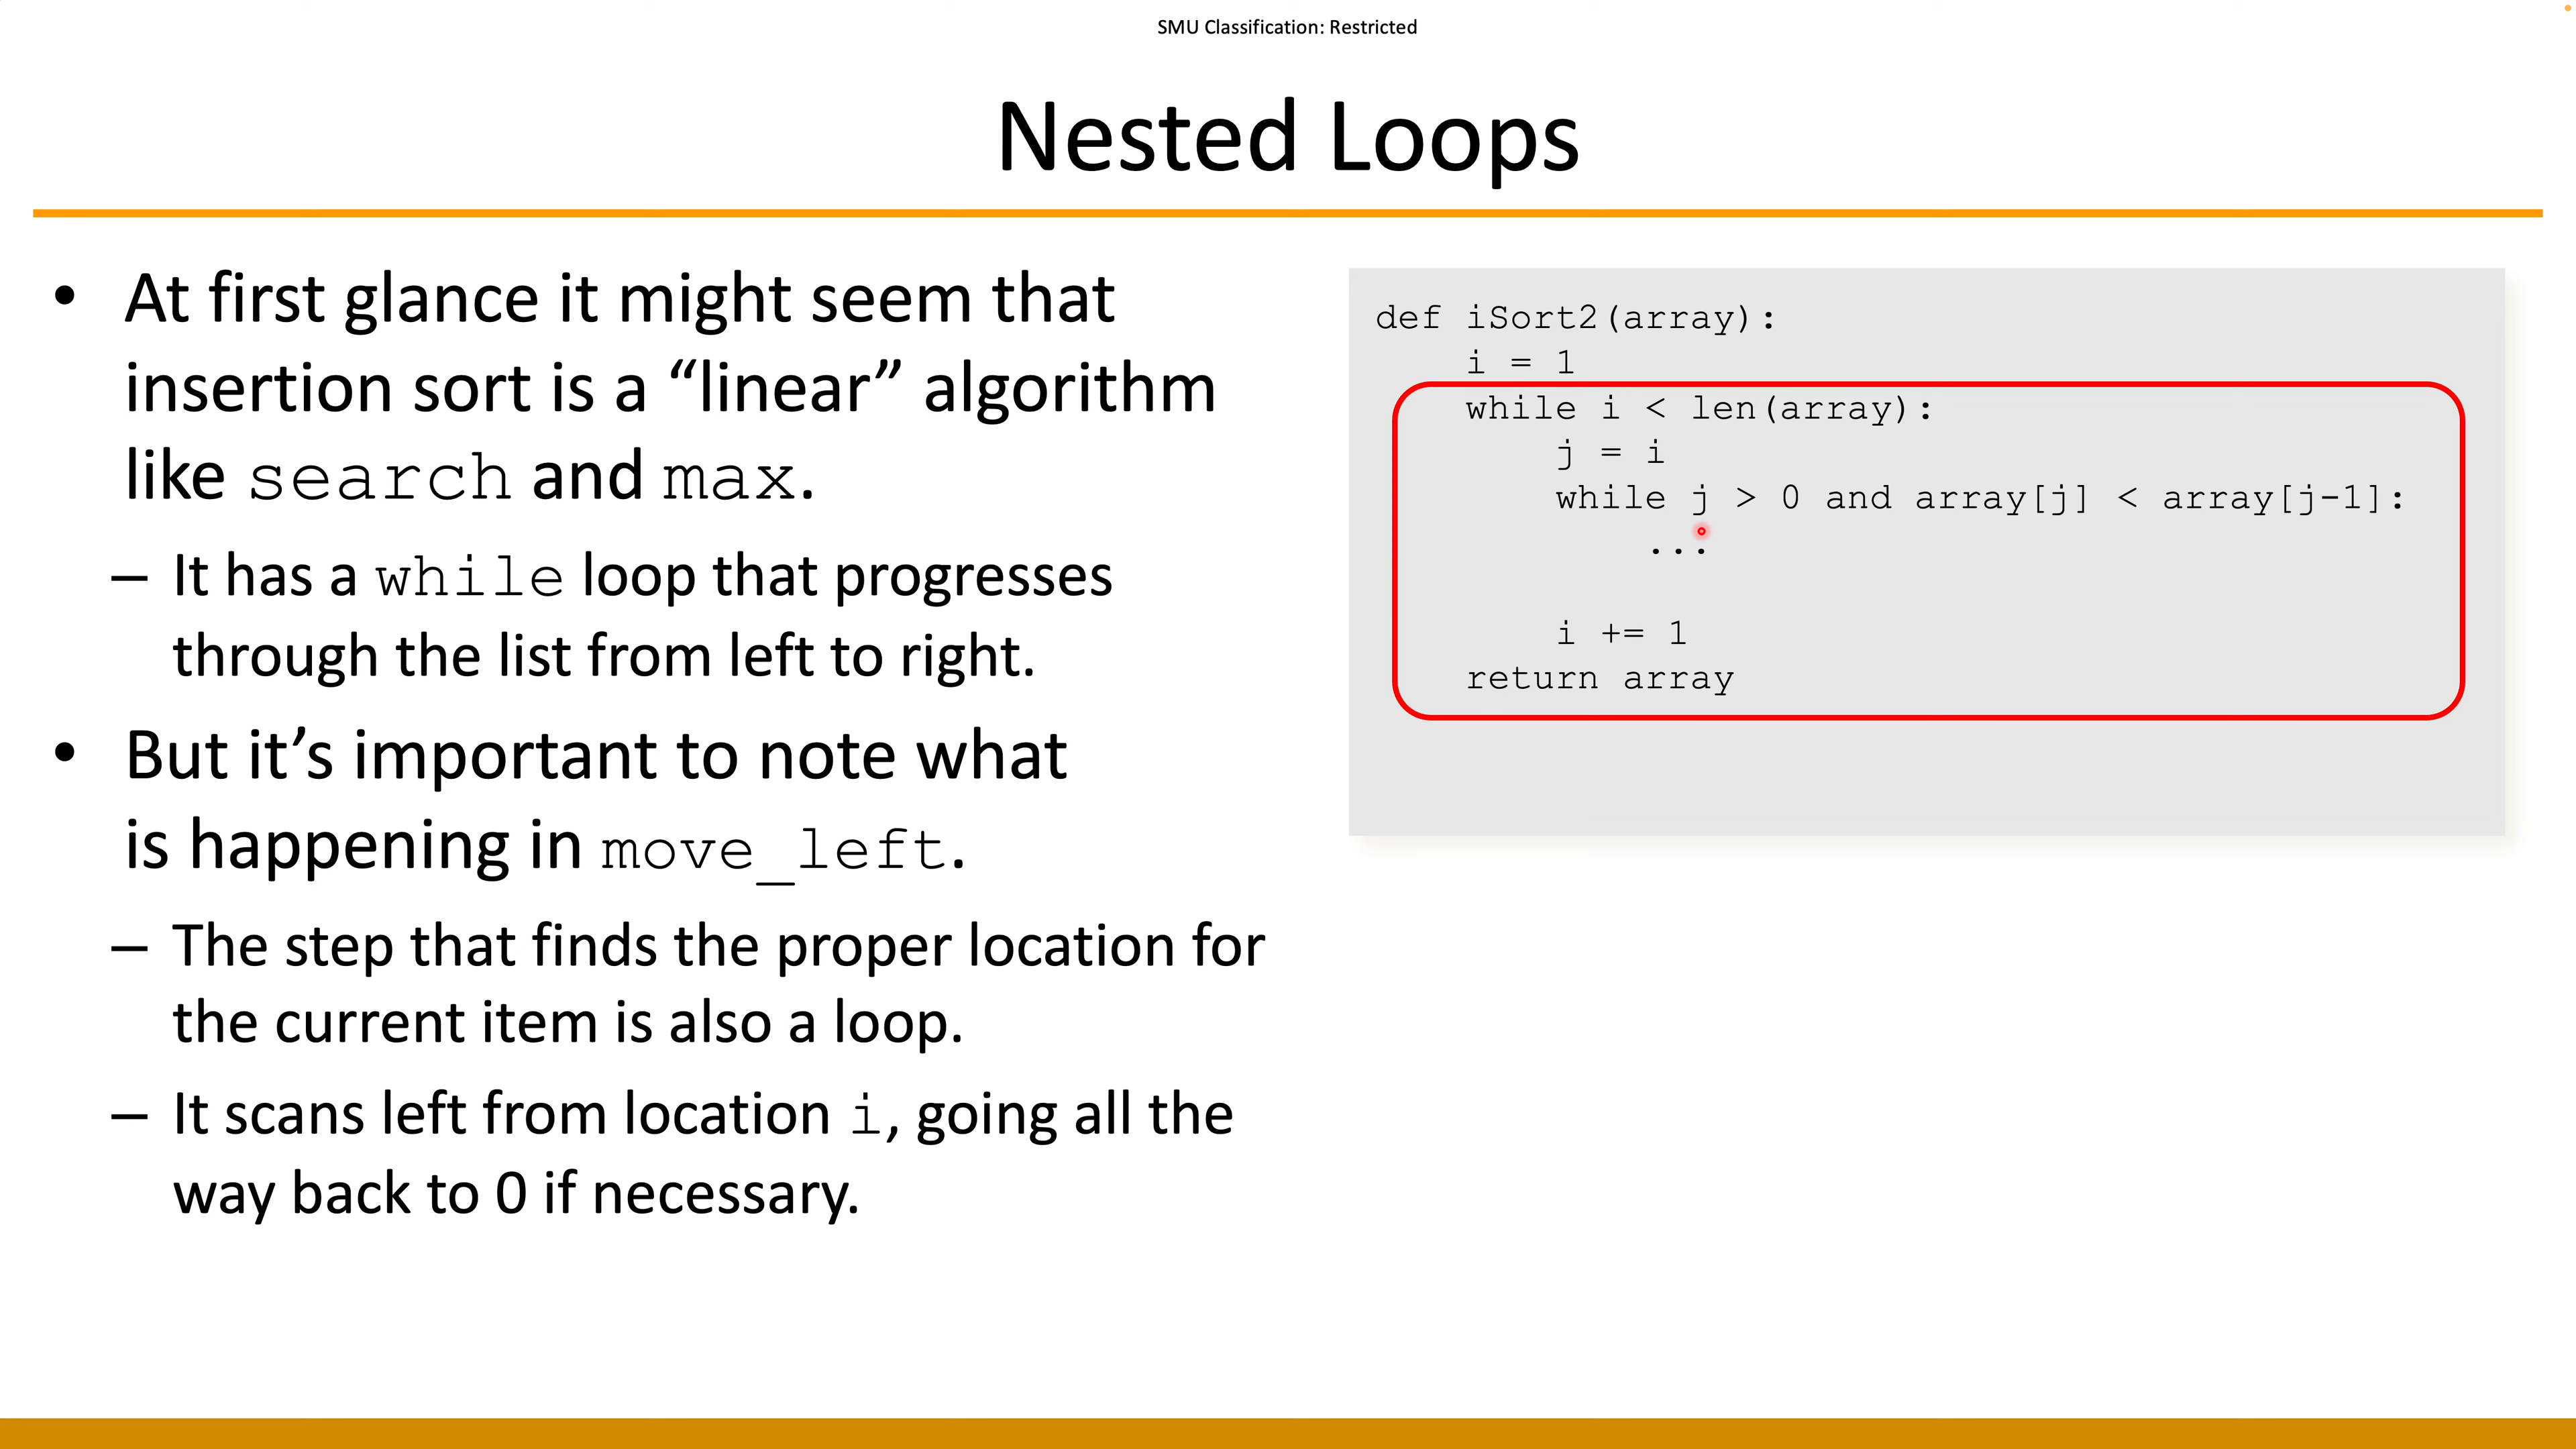 SMU Classification: Restricted
Nested Loops
• At first glance it might seem that
insertion sort is a “linear” algorithm
like search and max.
– It has a while loop that progresses
through the list from left to right.
• But it’s important to note what
is happening in move_left.
– The step that finds the proper location for
the current item is also a loop.
– It scans left from location i, going all the
way back to 0 if necessary.
def iSort2(array):
    i = 1
    while i < len(array):
        j = i
        while j > 0 and array[j] < array[j-1]:
            ...
        i += 1
    return array